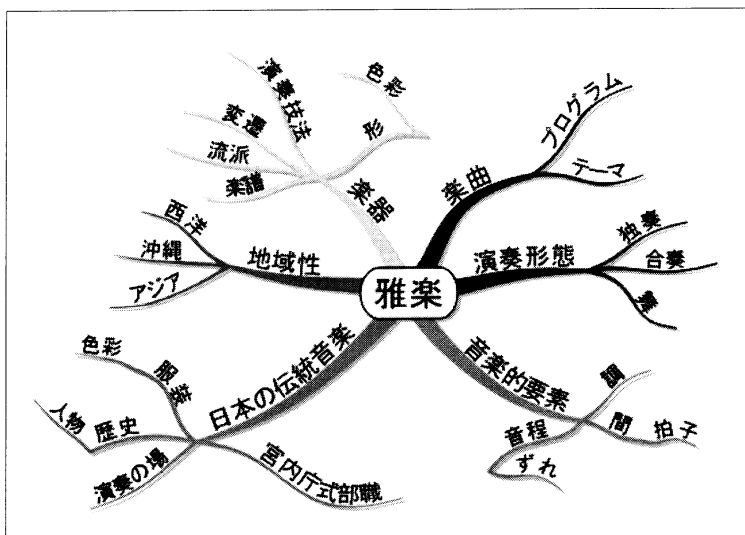 雅楽
楽曲
プログラム
テーマ
演奏形態
独奏
合奏
舞
音楽的要素
調
間
拍子
音程
ずれ
日本の伝統音楽
宮内庁式部職
演奏の場
歴史
人物
服装
色彩
地域性
西洋
沖縄
アジア
楽器
楽譜
流派
変遷
演奏技法
形
色彩